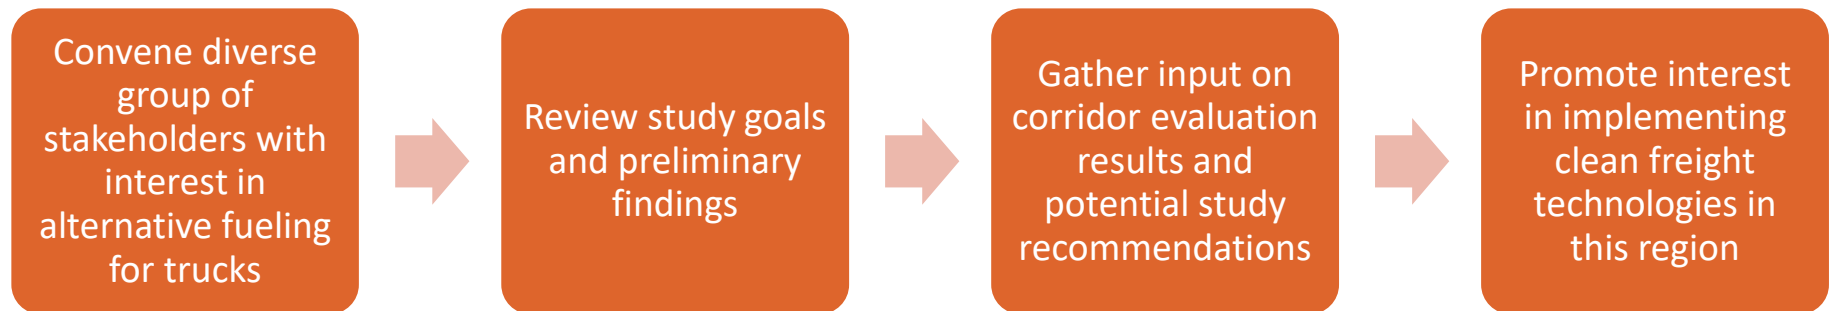 Convene diverse
group of
stakeholders with
interest in
alternative fueling
for trucks
Review study goals
and preliminary
findings
Gather input on
corridor evaluation
results and
potential study
recommendations
Promote interest
in implementing
clean freight
technologies in
this region